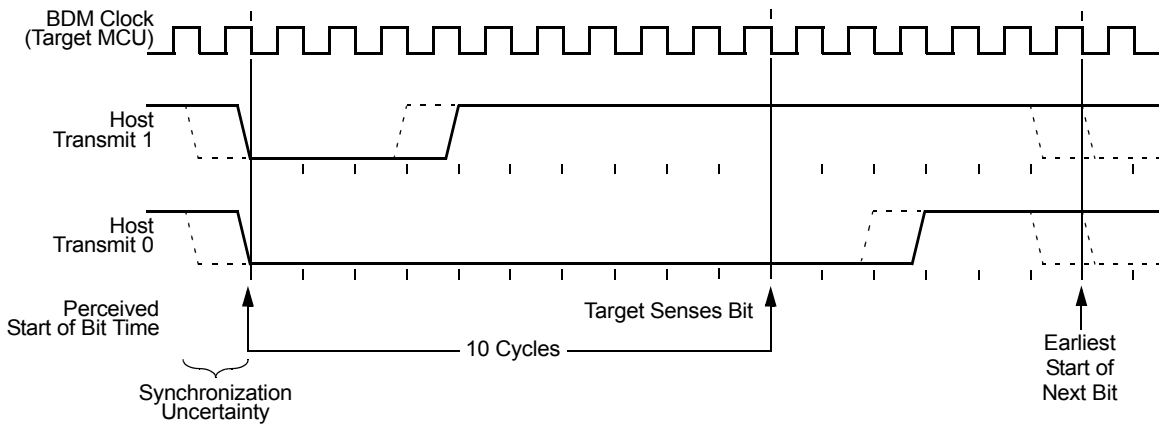 BDM Clock
(Target MCU)
Host
Transmit 1
Host
Transmit 0
Perceived
Start of Bit Time
Target Senses Bit
10 Cycles
Earliest
Start of
Next Bit
Synchronization
Uncertainty